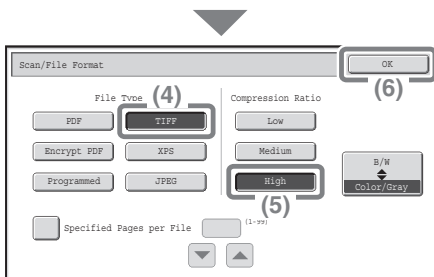 Scan/File Format
OK
(6)
File Type
(4)
Compression Ratio
PDF
TIFF
Low
Encrypt PDF
XPS
Medium
B/W
Color/Gray
Programmed
JPEG
High
(5)
Specified Pages per File
(1-99)